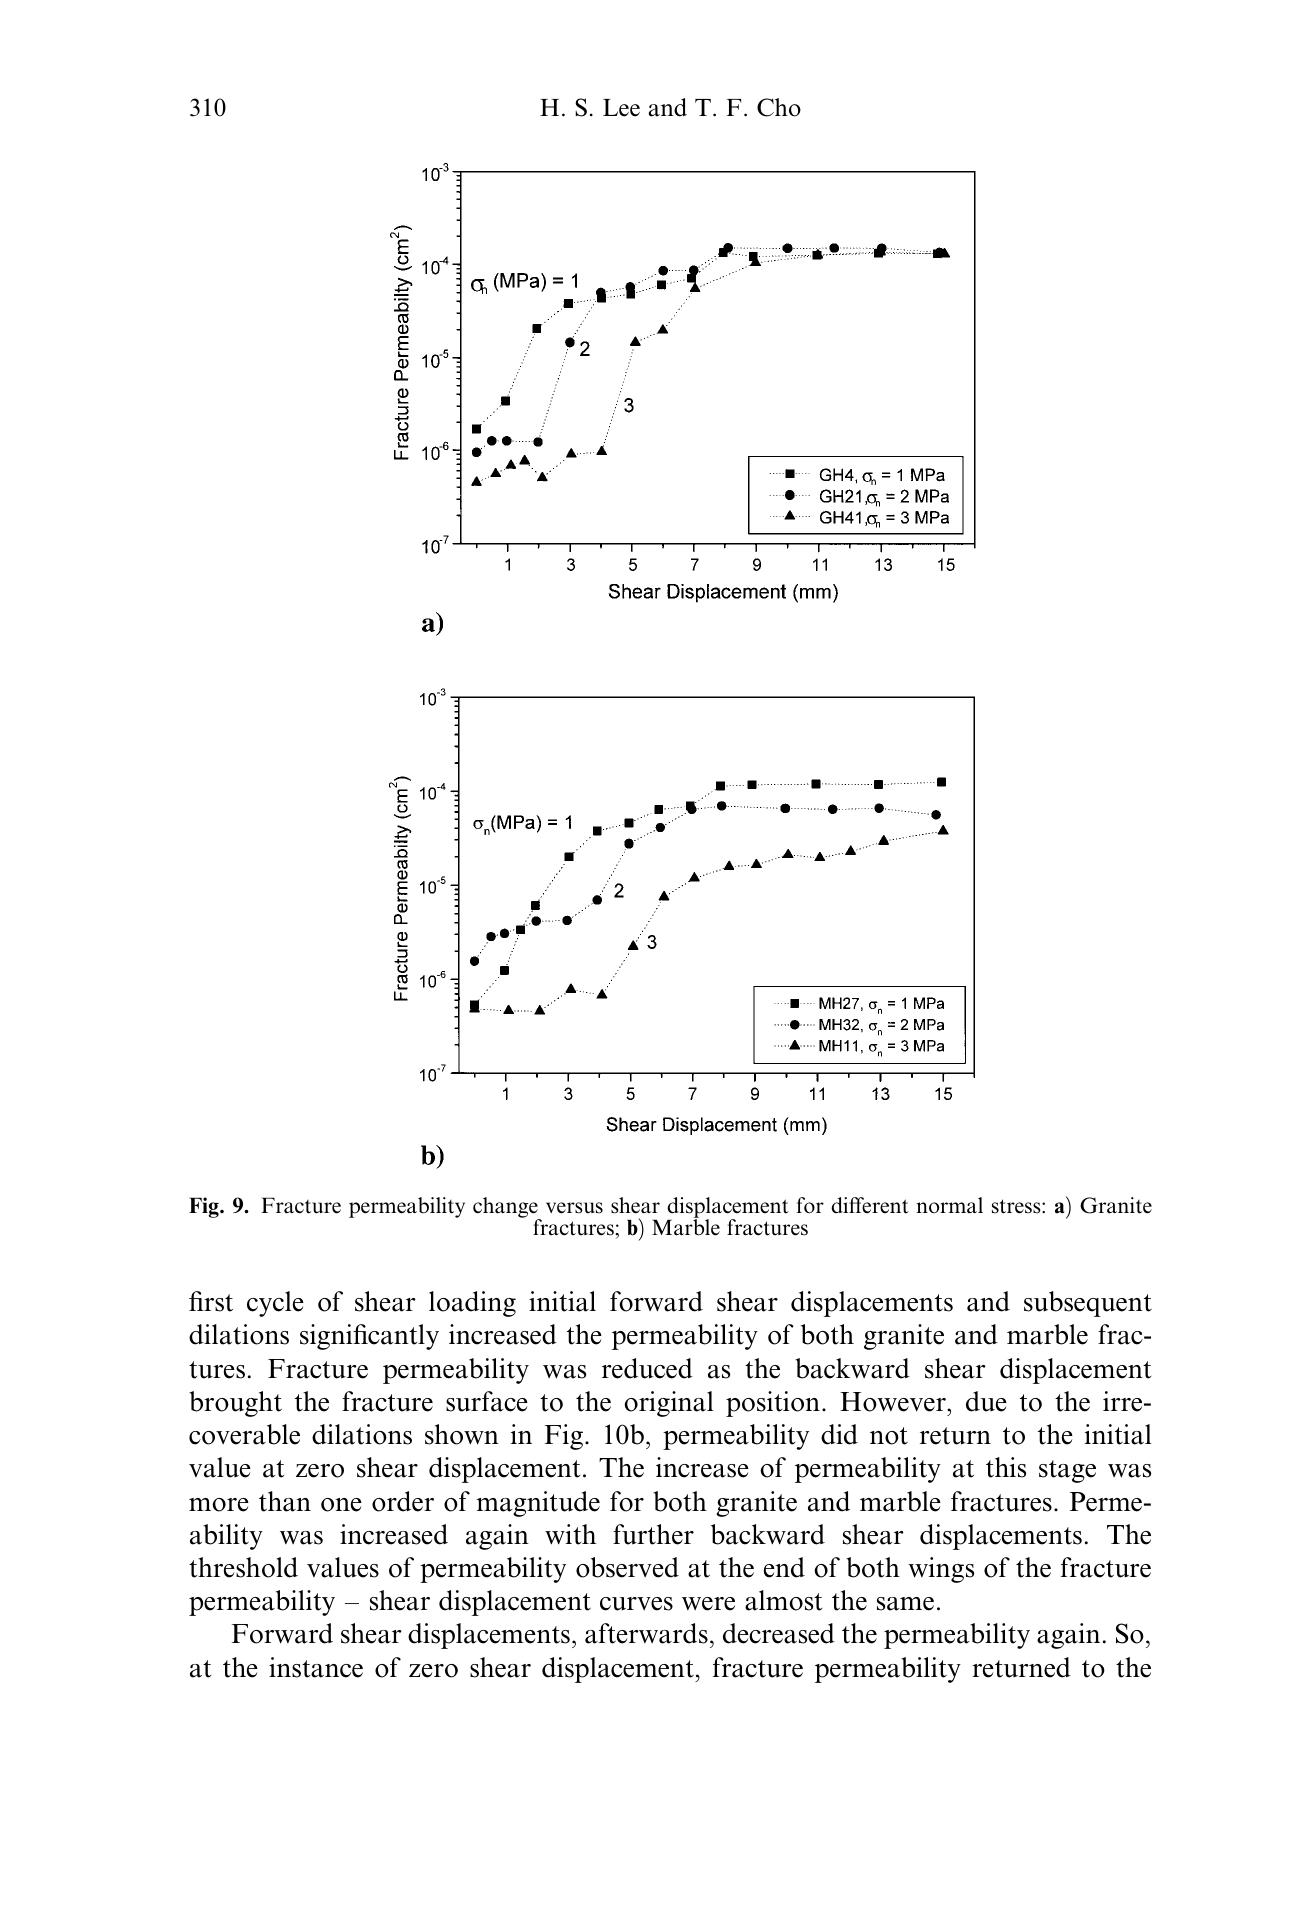 310
H. S. Lee and T. F. Cho
10-3
10-4
10-5
10-6
10-7
Fracture Permeabilty (cm2)
σn (MPa) = 1
2
3
GH4, σn = 1 MPa
GH21,σn = 2 MPa
GH41,σn = 3 MPa
1 3 5 7 9 11 13 15
Shear Displacement (mm)
a)
10-3
10-4
10-5
10-6
10-7
Fracture Permeabilty (cm2)
σn(MPa) = 1
2
3
MH27, σn = 1 MPa
MH32, σn = 2 MPa
MH11, σn = 3 MPa
1 3 5 7 9 11 13 15
Shear Displacement (mm)
b)
Fig. 9. Fracture permeability change versus shear displacement for different normal stress: a) Granite
fractures; b) Marble fractures
first cycle of shear loading initial forward shear displacements and subsequent
dilations significantly increased the permeability of both granite and marble frac-
tures. Fracture permeability was reduced as the backward shear displacement
brought the fracture surface to the original position. However, due to the irre-
coverable dilations shown in Fig. 10b, permeability did not return to the initial
value at zero shear displacement. The increase of permeability at this stage was
more than one order of magnitude for both granite and marble fractures. Perme-
ability was increased again with further backward shear displacements. The
threshold values of permeability observed at the end of both wings of the fracture
permeability – shear displacement curves were almost the same.
Forward shear displacements, afterwards, decreased the permeability again. So,
at the instance of zero shear displacement, fracture permeability returned to the